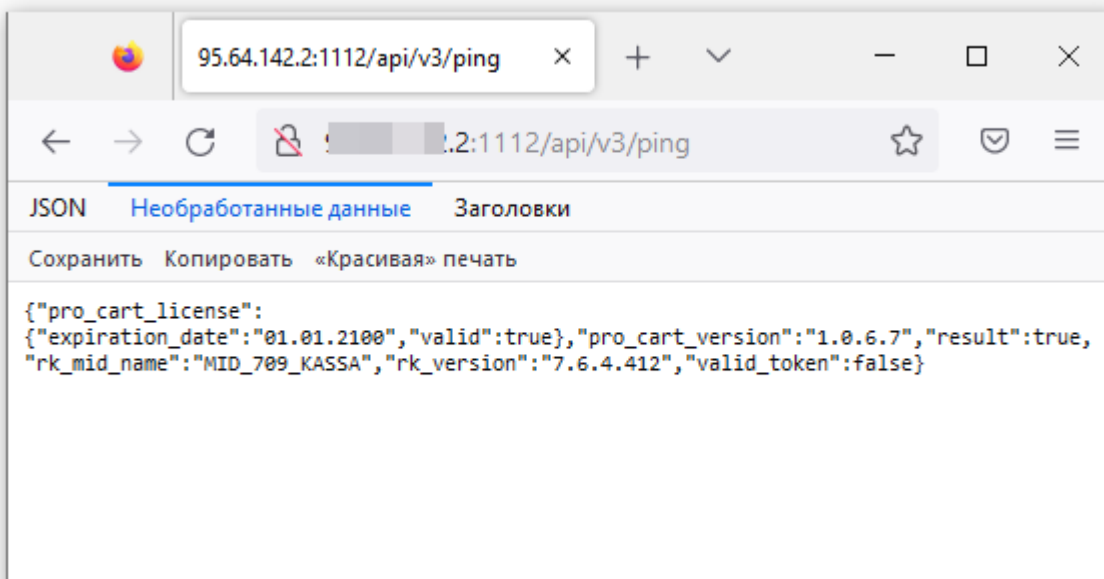 95.64.142.2:1112/api/v3/ping
.2:1112/api/v3/ping
JSON Необработанные данные Заголовки
Сохранить Копировать «Красивая» печать
{"pro_cart_license":
{"expiration_date":"01.01.2100","valid":true},"pro_cart_version":"1.0.6.7","result":true,
"rk_mid_name":"MID_709_KASSA","rk_version":"7.6.4.412","valid_token":false}